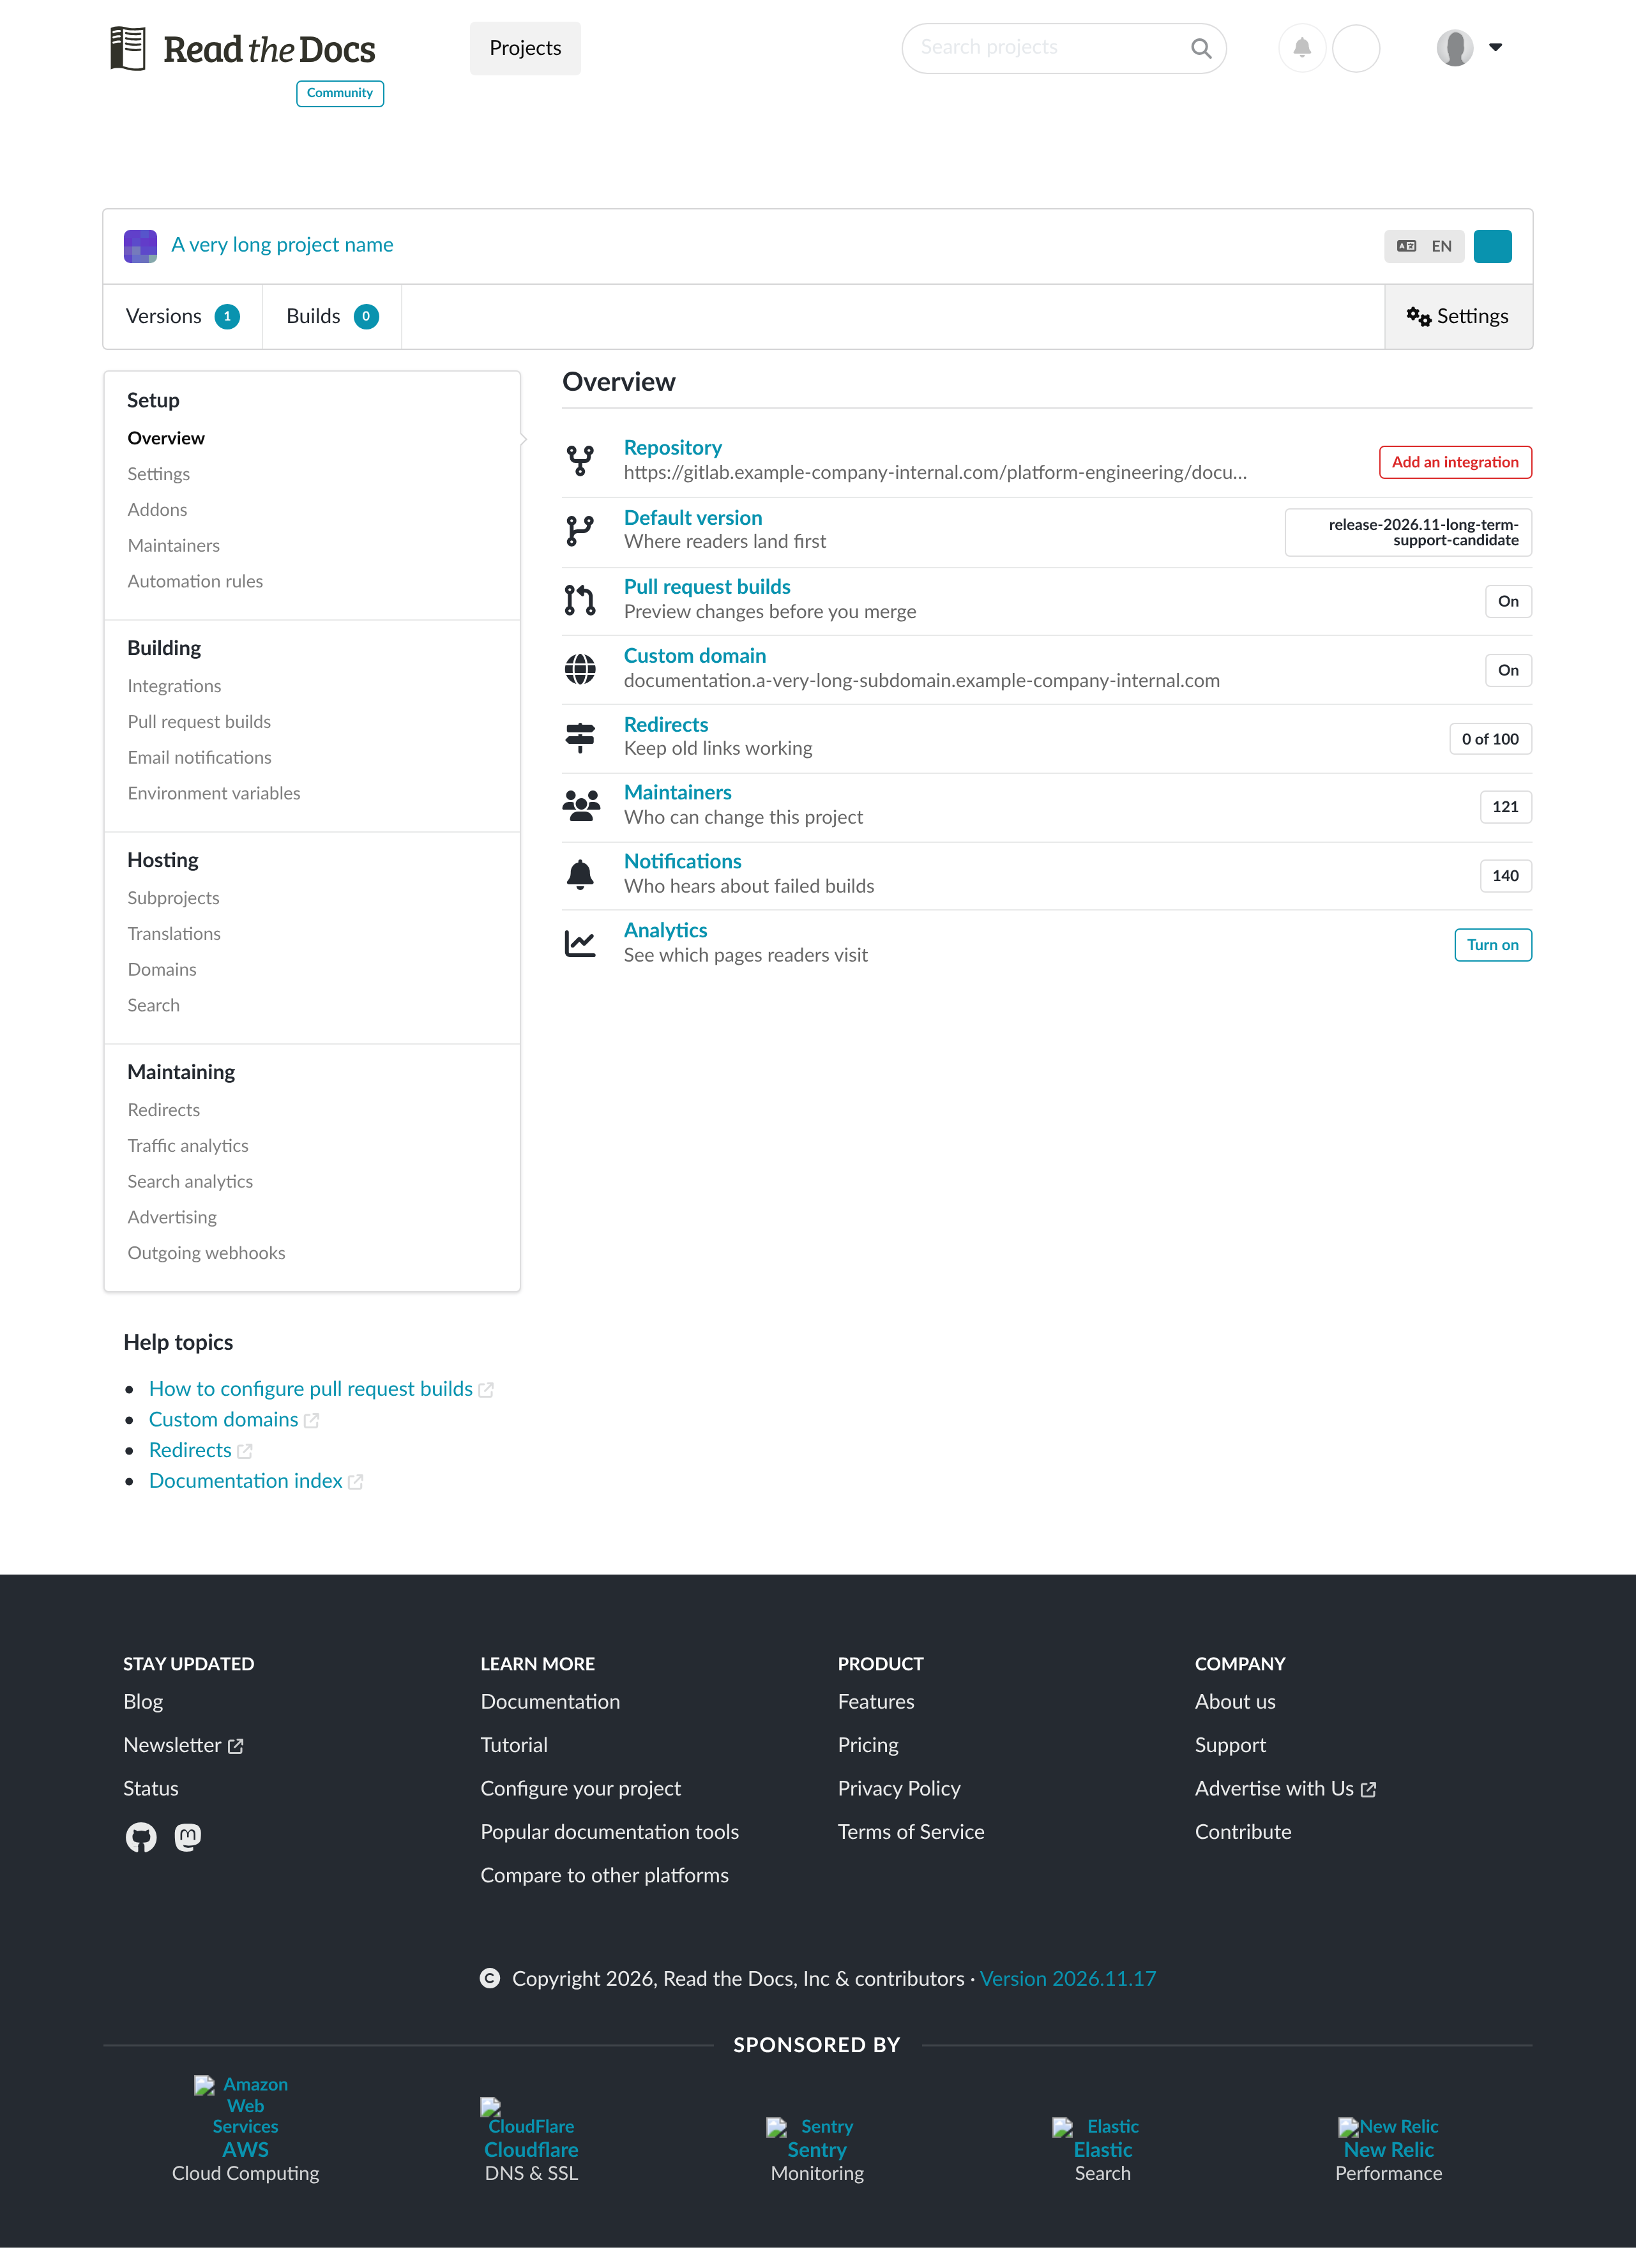 Read the Docs
Community
Projects
Search projects
A very long project name
EN
Versions 1
Builds 0
Settings
Setup
Overview
Settings
Addons
Maintainers
Automation rules
Building
Integrations
Pull request builds
Email notifications
Environment variables
Hosting
Subprojects
Translations
Domains
Search
Maintaining
Redirects
Traffic analytics
Search analytics
Advertising
Outgoing webhooks
Help topics
How to configure pull request builds
Custom domains
Redirects
Documentation index
Overview
Repository
https://gitlab.example-company-internal.com/platform-engineering/docu...
Add an integration
Default version
Where readers land first
release-2026.11-long-term-
support-candidate
Pull request builds
Preview changes before you merge
On
Custom domain
documentation.a-very-long-subdomain.example-company-internal.com
On
Redirects
Keep old links working
0 of 100
Maintainers
Who can change this project
121
Notifications
Who hears about failed builds
140
Analytics
See which pages readers visit
Turn on
STAY UPDATED
Blog
Newsletter
Status
LEARN MORE
Documentation
Tutorial
Configure your project
Popular documentation tools
Compare to other platforms
PRODUCT
Features
Pricing
Privacy Policy
Terms of Service
COMPANY
About us
Support
Advertise with Us
Contribute
Copyright 2026, Read the Docs, Inc & contributors · Version 2026.11.17
SPONSORED BY
Amazon
Web
Services
AWS
Cloud Computing
CloudFlare
Cloudflare
DNS & SSL
Sentry
Sentry
Monitoring
Elastic
Elastic
Search
New Relic
New Relic
Performance